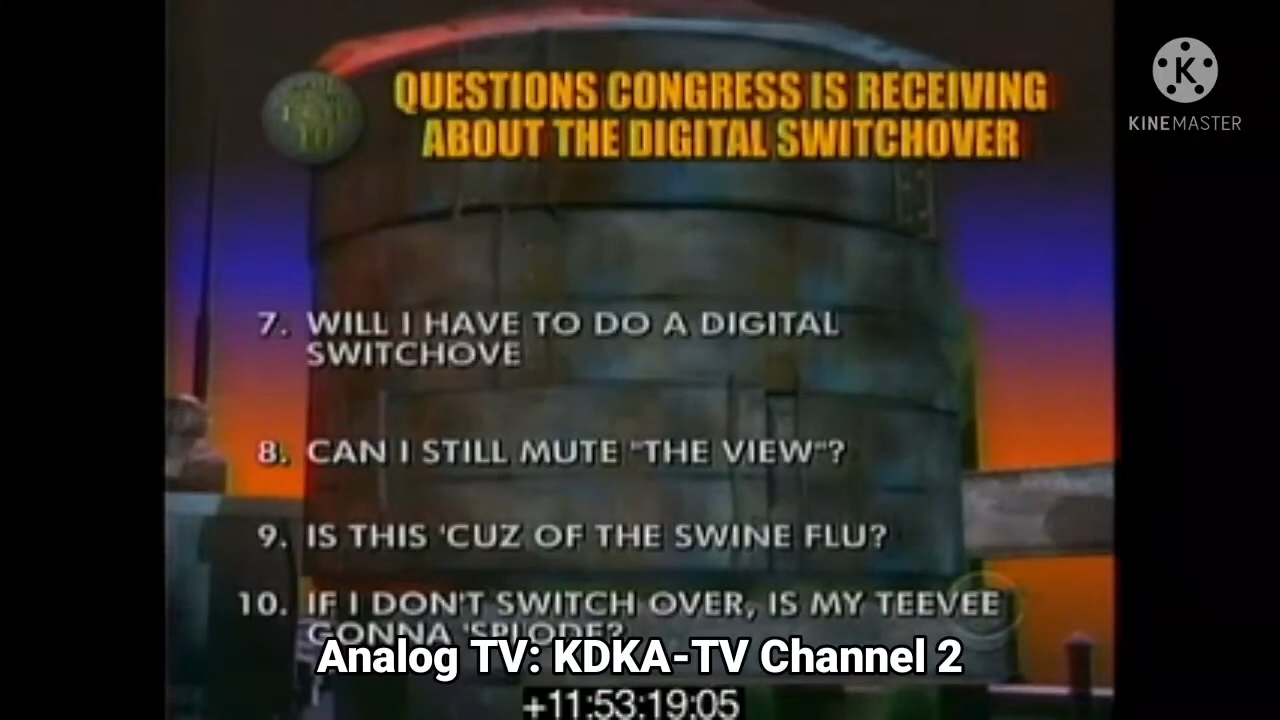 QUESTIONS CONGRESS IS RECEIVING
ABOUT THE DIGITAL SWITCHOVER
KINEMASTER
7. WILL I HAVE TO DO A DIGITAL
SWITCHOVE
8. CAN I STILL MUTE "THE VIEW"?
9. IS THIS 'CUZ OF THE SWINE FLU?
10. IF I DON'T SWITCH OVER, IS MY TEEVEE
GONNA 'SPLODE?
Analog TV: KDKA-TV Channel 2
+11:53:19:05